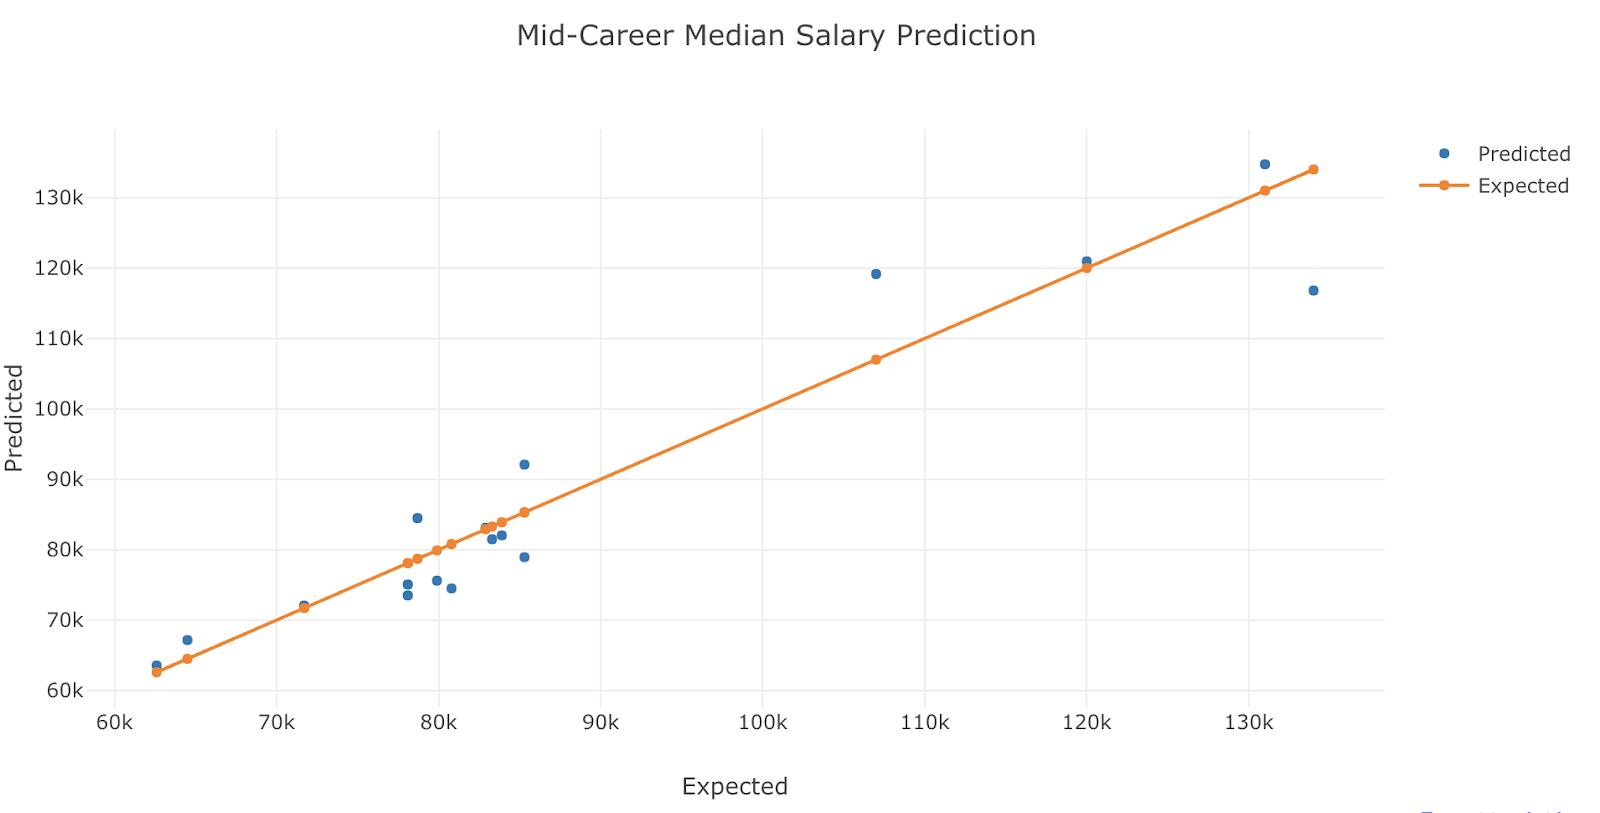 Mid-Career Median Salary Prediction
Predicted
Expected
130k
120k
110k
100k
90k
80k
70k
60k
Predicted
60k 70k 80k 90k 100k 110k 120k 130k
Expected